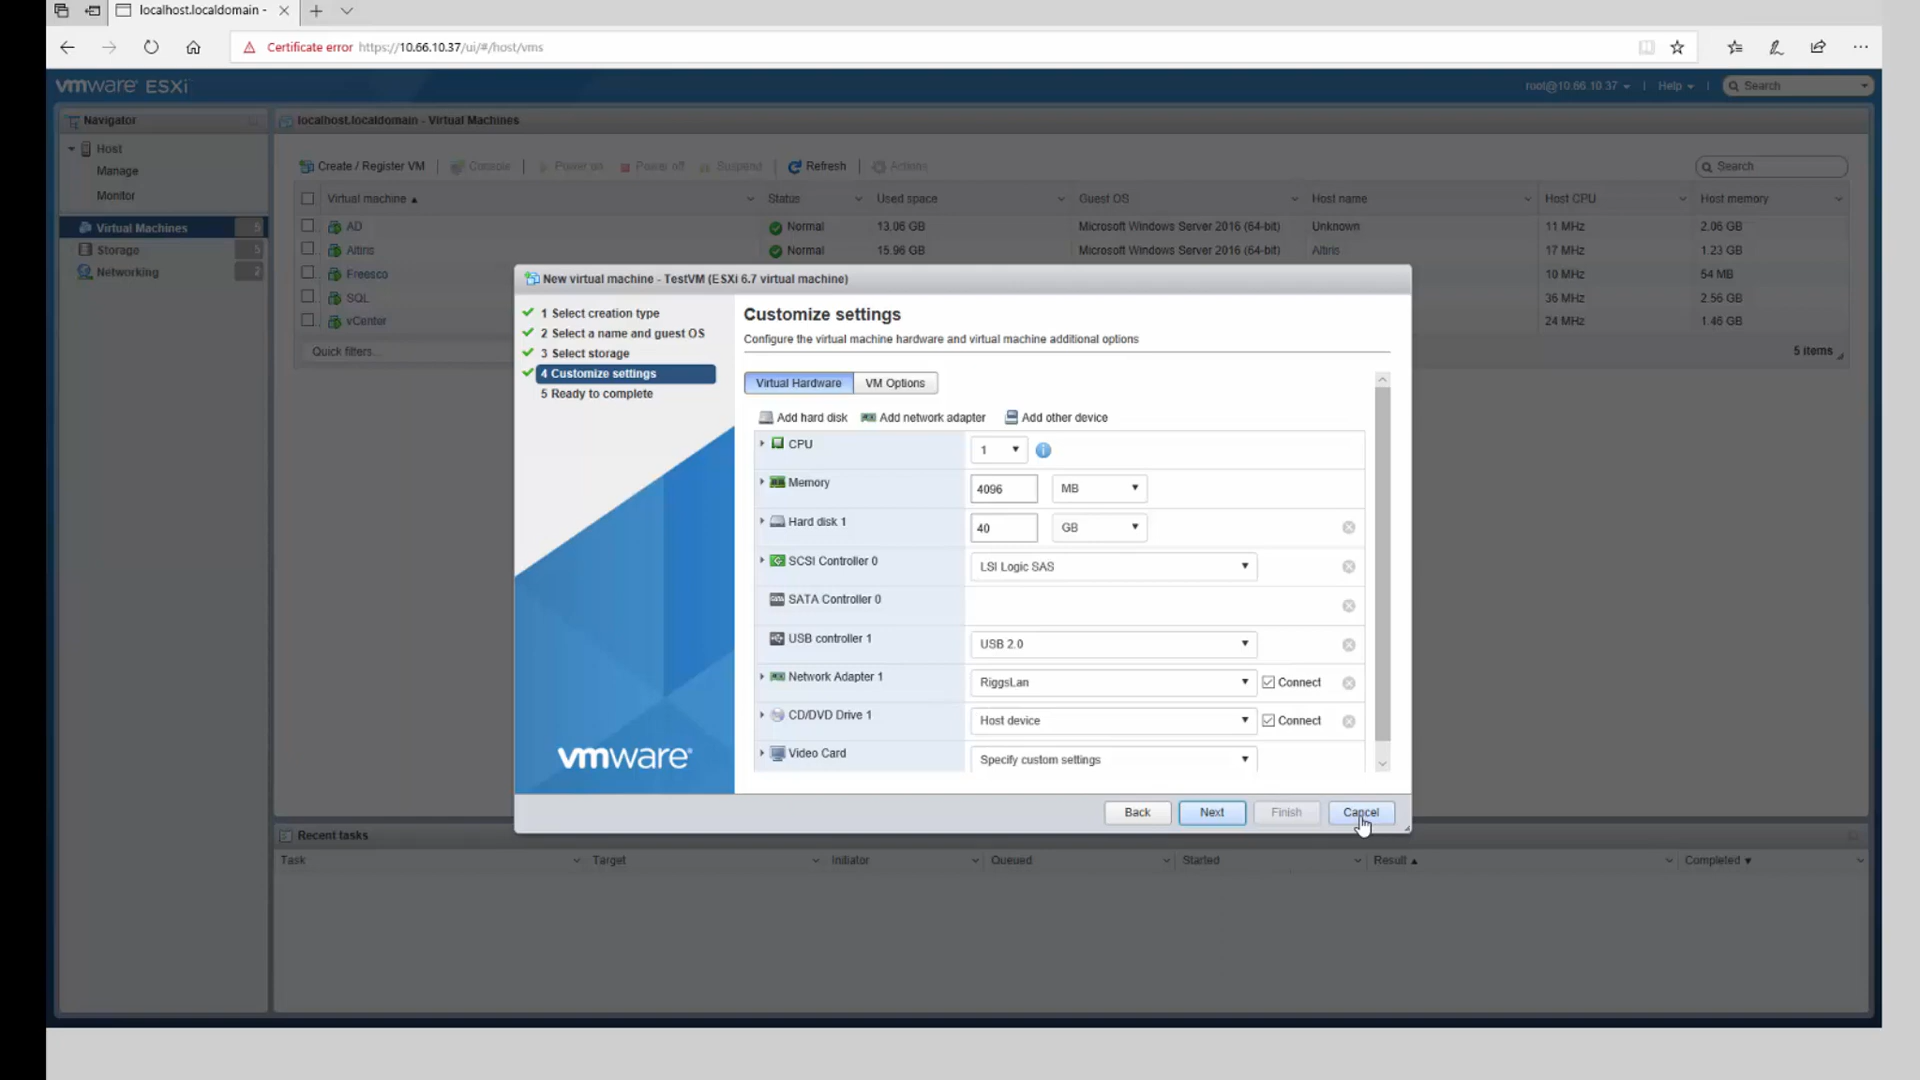 localhost.localdomain -
Certificate error https://10.66.10.37/ui/#/host/vms
vmware ESXi
root@10.66.10.37 | Help | Search
Navigator
Host
Manage
Monitor
Virtual Machines 5
Storage 5
Networking 2
localhost.localdomain - Virtual Machines
Create / Register VM | Console | Power on Power off Suspend | Refresh | Actions
Search
Virtual machine Status Used space Guest OS Host name Host CPU Host memory
AD Normal 13.06 GB Microsoft Windows Server 2016 (64-bit) Unknown 11 MHz 2.06 GB
Altiris Normal 15.96 GB Microsoft Windows Server 2016 (64-bit) Altiris 17 MHz 1.23 GB
Freesco 10 MHz 54 MB
SQL 36 MHz 2.56 GB
vCenter 24 MHz 1.46 GB
Quick filters...
5 items
New virtual machine - TestVM (ESXi 6.7 virtual machine)
1 Select creation type
2 Select a name and guest OS
3 Select storage
4 Customize settings
5 Ready to complete
vmware®
Customize settings
Configure the virtual machine hardware and virtual machine additional options
Virtual Hardware VM Options
Add hard disk Add network adapter Add other device
CPU 1
Memory 4096 MB
Hard disk 1 40 GB
SCSI Controller 0 LSI Logic SAS
SATA Controller 0
USB controller 1 USB 2.0
Network Adapter 1 RiggsLan Connect
CD/DVD Drive 1 Host device Connect
Video Card Specify custom settings
Back Next Finish Cancel
Recent tasks
Task Target Initiator Queued Started Result Completed